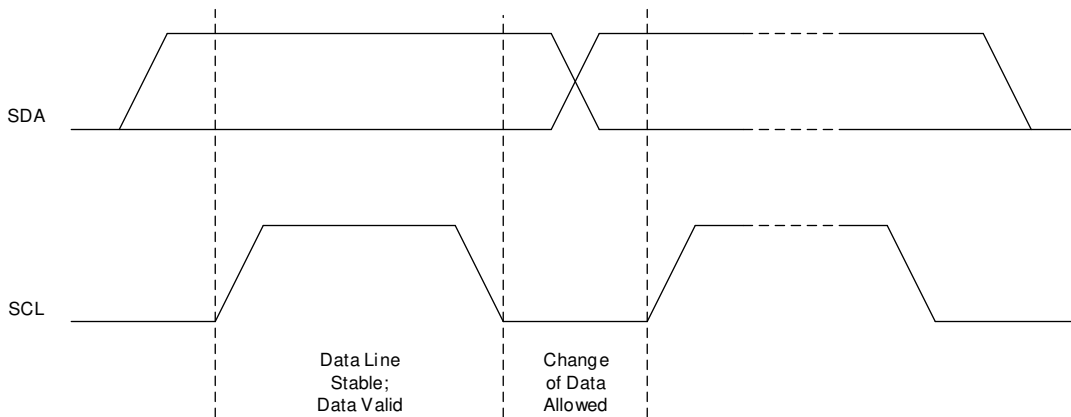 SDA
SCL
Data Line
Stable;
Data Valid
Change
of Data
Allowed